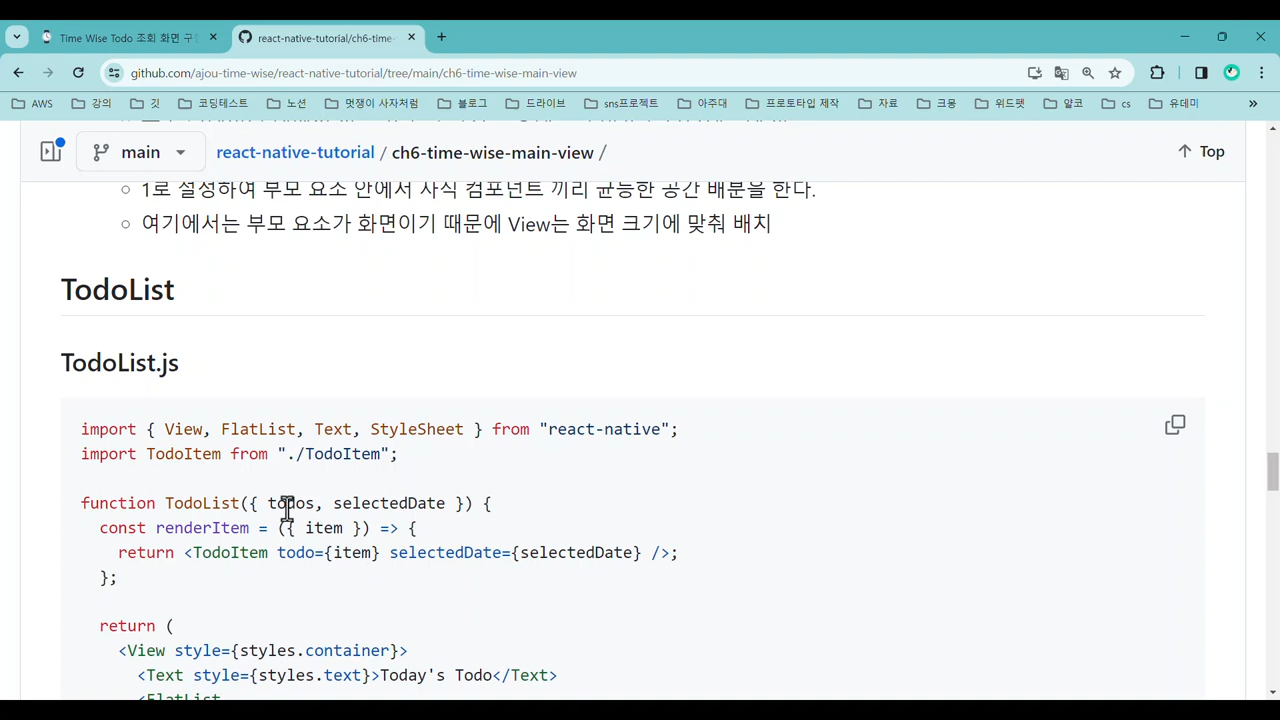 Time Wise Todo 조회 화면 구
react-native-tutorial/ch6-time-
github.com/ajou-time-wise/react-native-tutorial/tree/main/ch6-time-wise-main-view
AWS 강의 깃 코딩테스트 노션 멋쟁이 사자처럼 블로그 드라이브 sns프로젝트 아주대 프로토타입 제작 자료 크몽 위드펫 얄코 cs 유데미 »
main react-native-tutorial / ch6-time-wise-main-view / Top
1로 설정하여 부모 요소 안에서 자식 컴포넌트 끼리 균등한 공간 배분을 한다.
여기에서는 부모 요소가 화면이기 때문에 View는 화면 크기에 맞춰 배치
TodoList
TodoList.js
import { View, FlatList, Text, StyleSheet } from "react-native";
import TodoItem from "./TodoItem";
function TodoList({ todos, selectedDate }) {
const renderItem = ({ item }) => {
return <TodoItem todo={item} selectedDate={selectedDate} />;
};
return (
<View style={styles.container}>
<Text style={styles.text}>Today's Todo</Text>
<FlatList